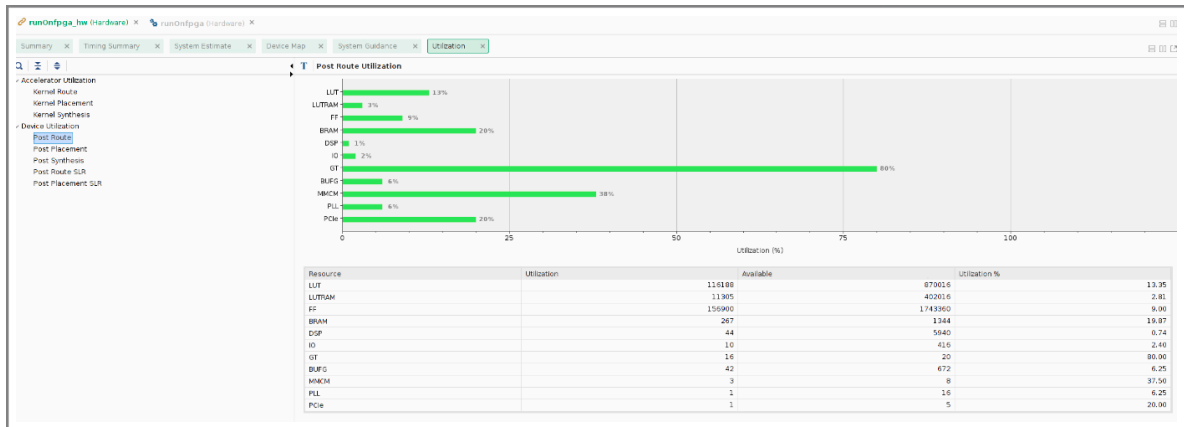 runOnfpga_hw (Hardware) × runOnfpga (Hardware) ×
Summary × Timing Summary × System Estimate × Device Map × System Guidance × Utilization ×
Accelerator Utilization
Kernel Route
Kernel Placement
Kernel Synthesis
Device Utilization
Post Route
Post Placement
Post Synthesis
Post Route SLR
Post Placement SLR
T Post Route Utilization
LUT 13%
LUTRAM 3%
FF 9%
BRAM 20%
DSP 1%
IO 2%
GT 80%
BUFG 6%
MMCM 38%
PLL 6%
PCIe 20%
0 25 50 75 100
Utilization (%)
Resource Utilization Available Utilization %
LUT 116188 870016 13.35
LUTRAM 11305 402016 2.81
FF 156900 1743360 9.00
BRAM 267 1344 19.87
DSP 44 5940 0.74
IO 10 416 2.40
GT 16 20 80.00
BUFG 42 672 6.25
MMCM 3 8 37.50
PLL 1 16 6.25
PCIe 1 5 20.00